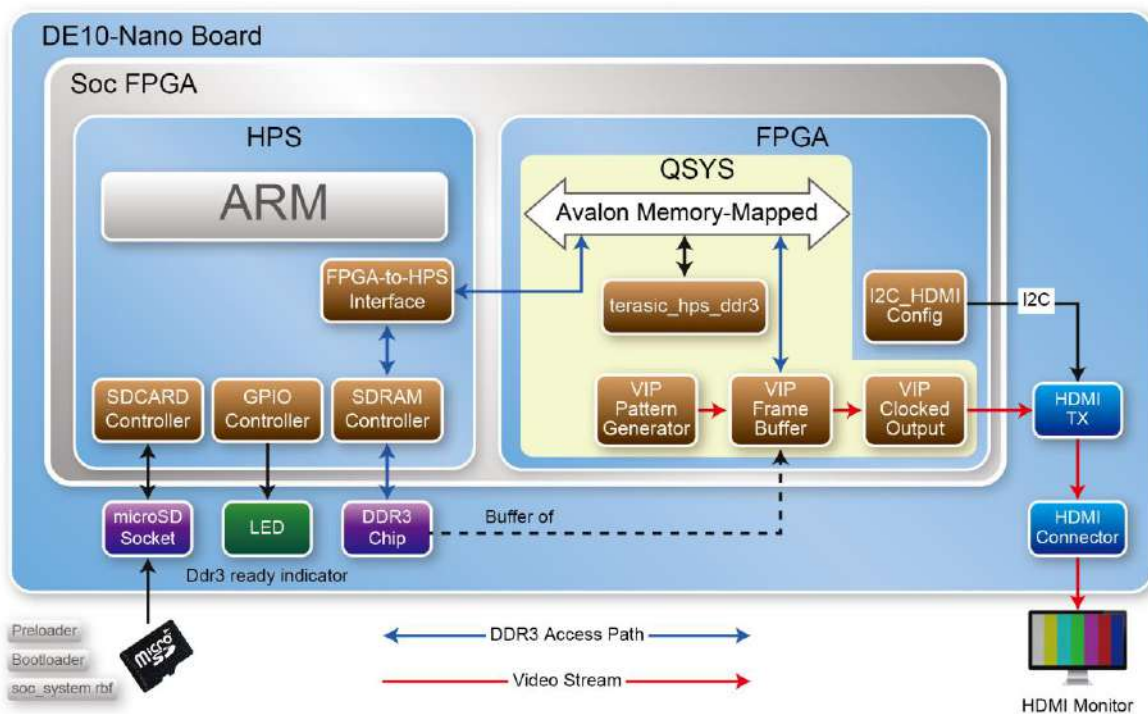 DE10-Nano Board
Soc FPGA
HPS
FPGA
ARM
QSYS
Avalon Memory-Mapped
FPGA-to-HPS
Interface
terasic_hps_ddr3
I2C_HDMI
Config
I2C
SDCARD
Controller
GPIO
Controller
SDRAM
Controller
VIP
Pattern
Generator
VIP
Frame
Buffer
VIP
Clocked
Output
HDMI
TX
microSD
Socket
LED
DDR3
Chip
Buffer of
HDMI
Connector
Ddr3 ready indicator
Preloader
Bootloader
soc_system.rbf
micro
DDR3 Access Path
Video Stream
HDMI Monitor